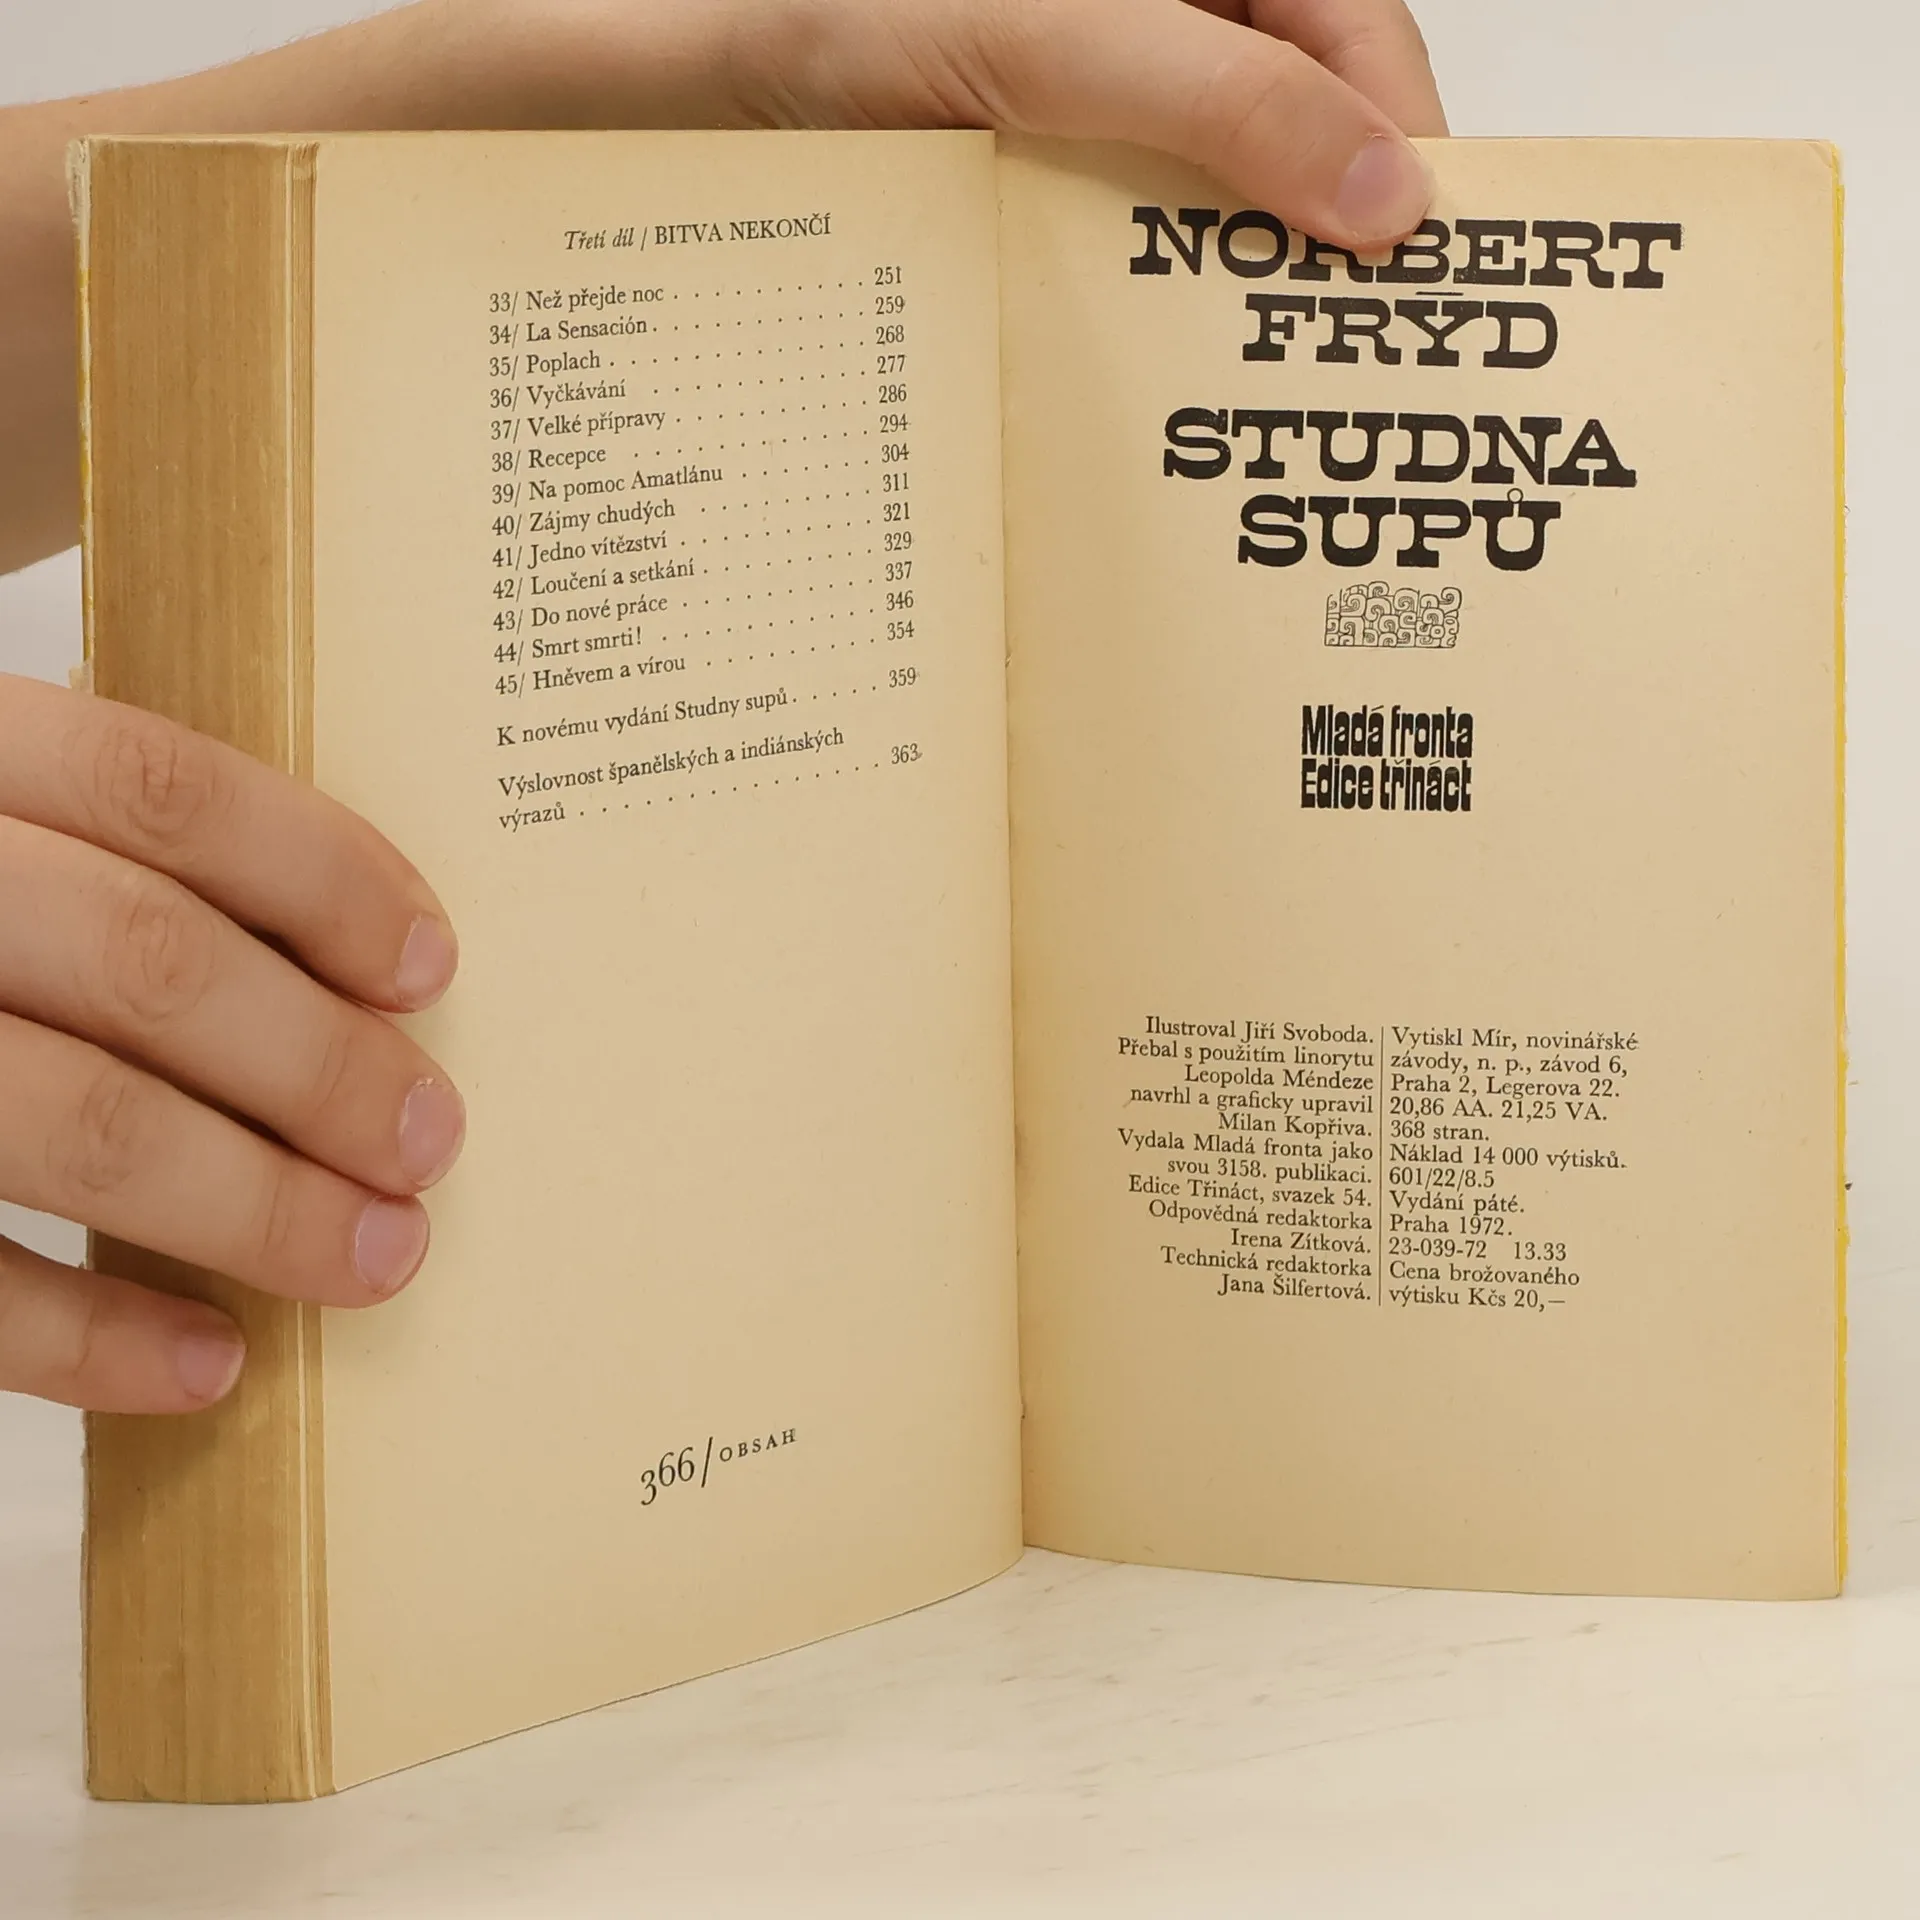 Třetí díl / BITVA NEKONČÍ
33/ Než přejde noc . . . . . . . . . . 251
34/ La Sensación . . . . . . . . . . . 259
35/ Poplach . . . . . . . . . . . . . 268
36/ Vyčkávání . . . . . . . . . . . 277
37/ Velké přípravy . . . . . . . . . . 286
38/ Recepce . . . . . . . . . . . . 294
39/ Na pomoc Amatlánu . . . . . . . 304
40/ Zájmy chudých . . . . . . . . . 311
41/ Jedno vítězství . . . . . . . . . . 321
42/ Loučení a setkání . . . . . . . . . 329
43/ Do nové práce . . . . . . . . . . 337
44/ Smrt smrti! . . . . . . . . . . . 346
45/ Hněvem a vírou . . . . . . . . . 354
K novému vydání Studny supů . . . . . 359
Výslovnost španělských a indiánských
výrazů . . . . . . . . . . . . . . . 363
366/OBSAH
NORBERT
FRÝD
STUDNA
SUPŮ
Mladá fronta
Edice třináct
Ilustroval Jiří Svoboda.
Přebal s použitím linorytu
Leopolda Méndeze
navrhl a graficky upravil
Milan Kopřiva.
Vydala Mladá fronta jako
svou 3158. publikaci.
Edice Třináct, svazek 54.
Odpovědná redaktorka
Irena Zítková.
Technická redaktorka
Jana Šilfertová.
Vytiskl Mír, novinářské
závody, n. p., závod 6,
Praha 2, Legerova 22.
20,86 AA. 21,25 VA.
368 stran.
Náklad 14 000 výtisků.
601/22/8.5
Vydání páté.
Praha 1972.
23-039-72 13.33
Cena brožovaného
výtisku Kčs 20,—